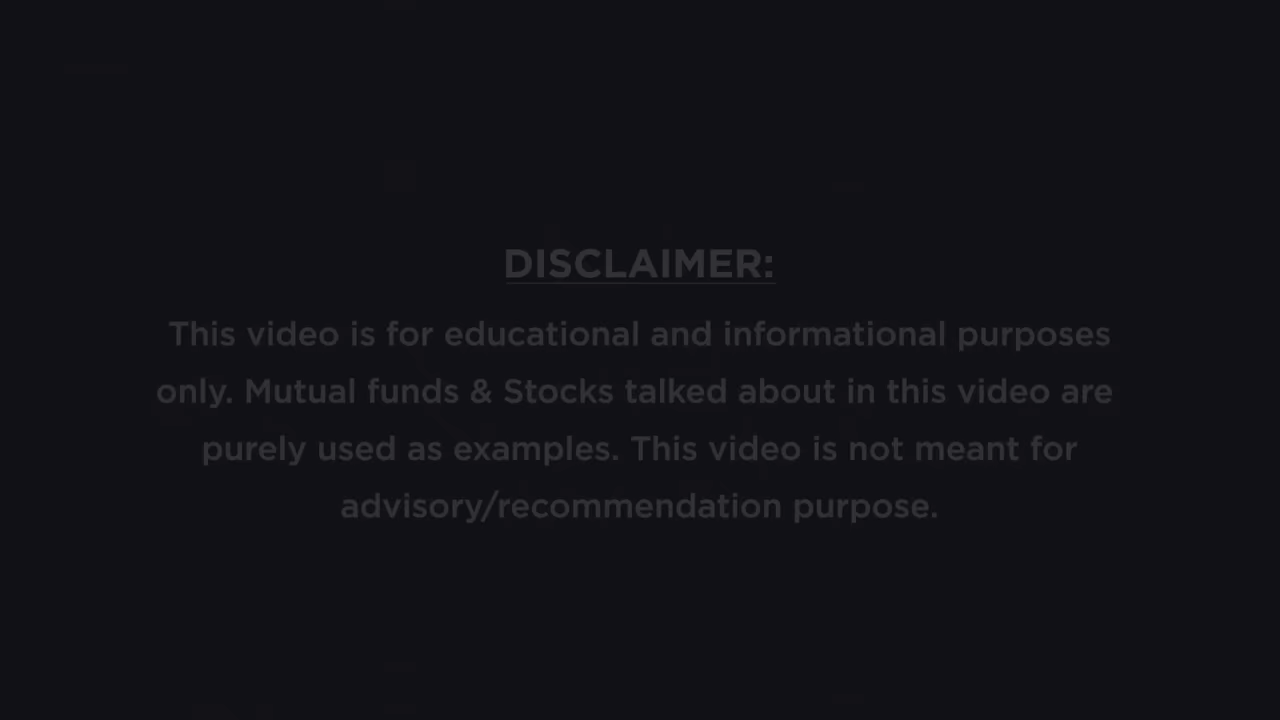 DISCLAIMER:
This video is for educational and informational purposes
only. Mutual funds & Stocks talked about in this video are
purely used as examples. This video is not meant for
advisory/recommendation purpose.